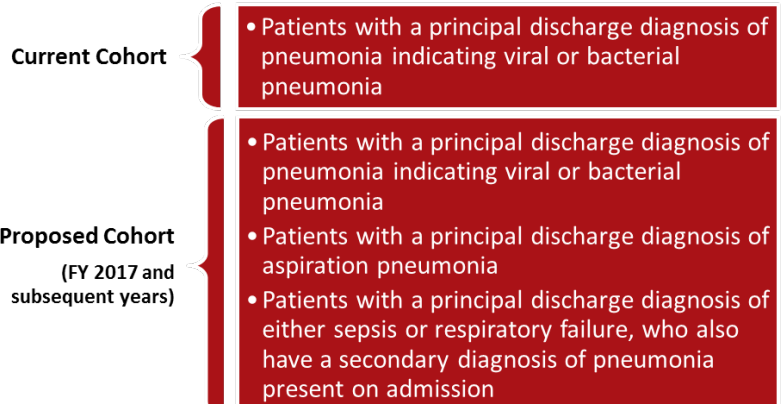 Current Cohort
• Patients with a principal discharge diagnosis of
pneumonia indicating viral or bacterial
pneumonia
Proposed Cohort
(FY 2017 and
subsequent years)
• Patients with a principal discharge diagnosis of
pneumonia indicating viral or bacterial
pneumonia
• Patients with a principal discharge diagnosis of
aspiration pneumonia
• Patients with a principal discharge diagnosis of
either sepsis or respiratory failure, who also
have a secondary diagnosis of pneumonia
present on admission